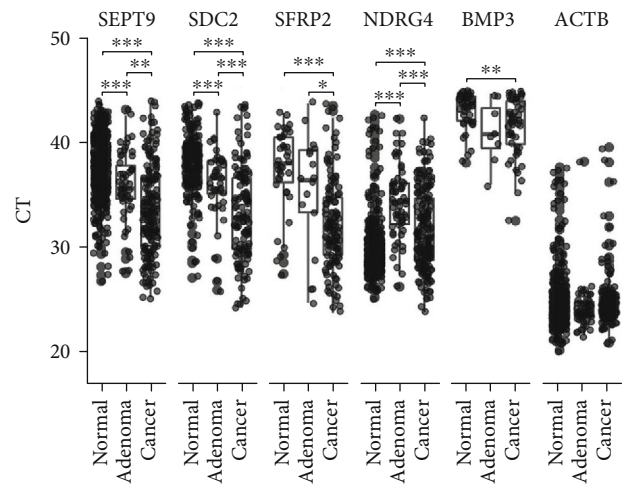 SEPT9 SDC2 SFRP2 NDRG4 BMP3 ACTB
50
*** *** *** *** **
** *** * ***
*** *** ***
40
CT
30
20
Normal Adenoma Cancer Normal Adenoma Cancer Normal Adenoma Cancer Normal Adenoma Cancer Normal Adenoma Cancer Normal Adenoma Cancer